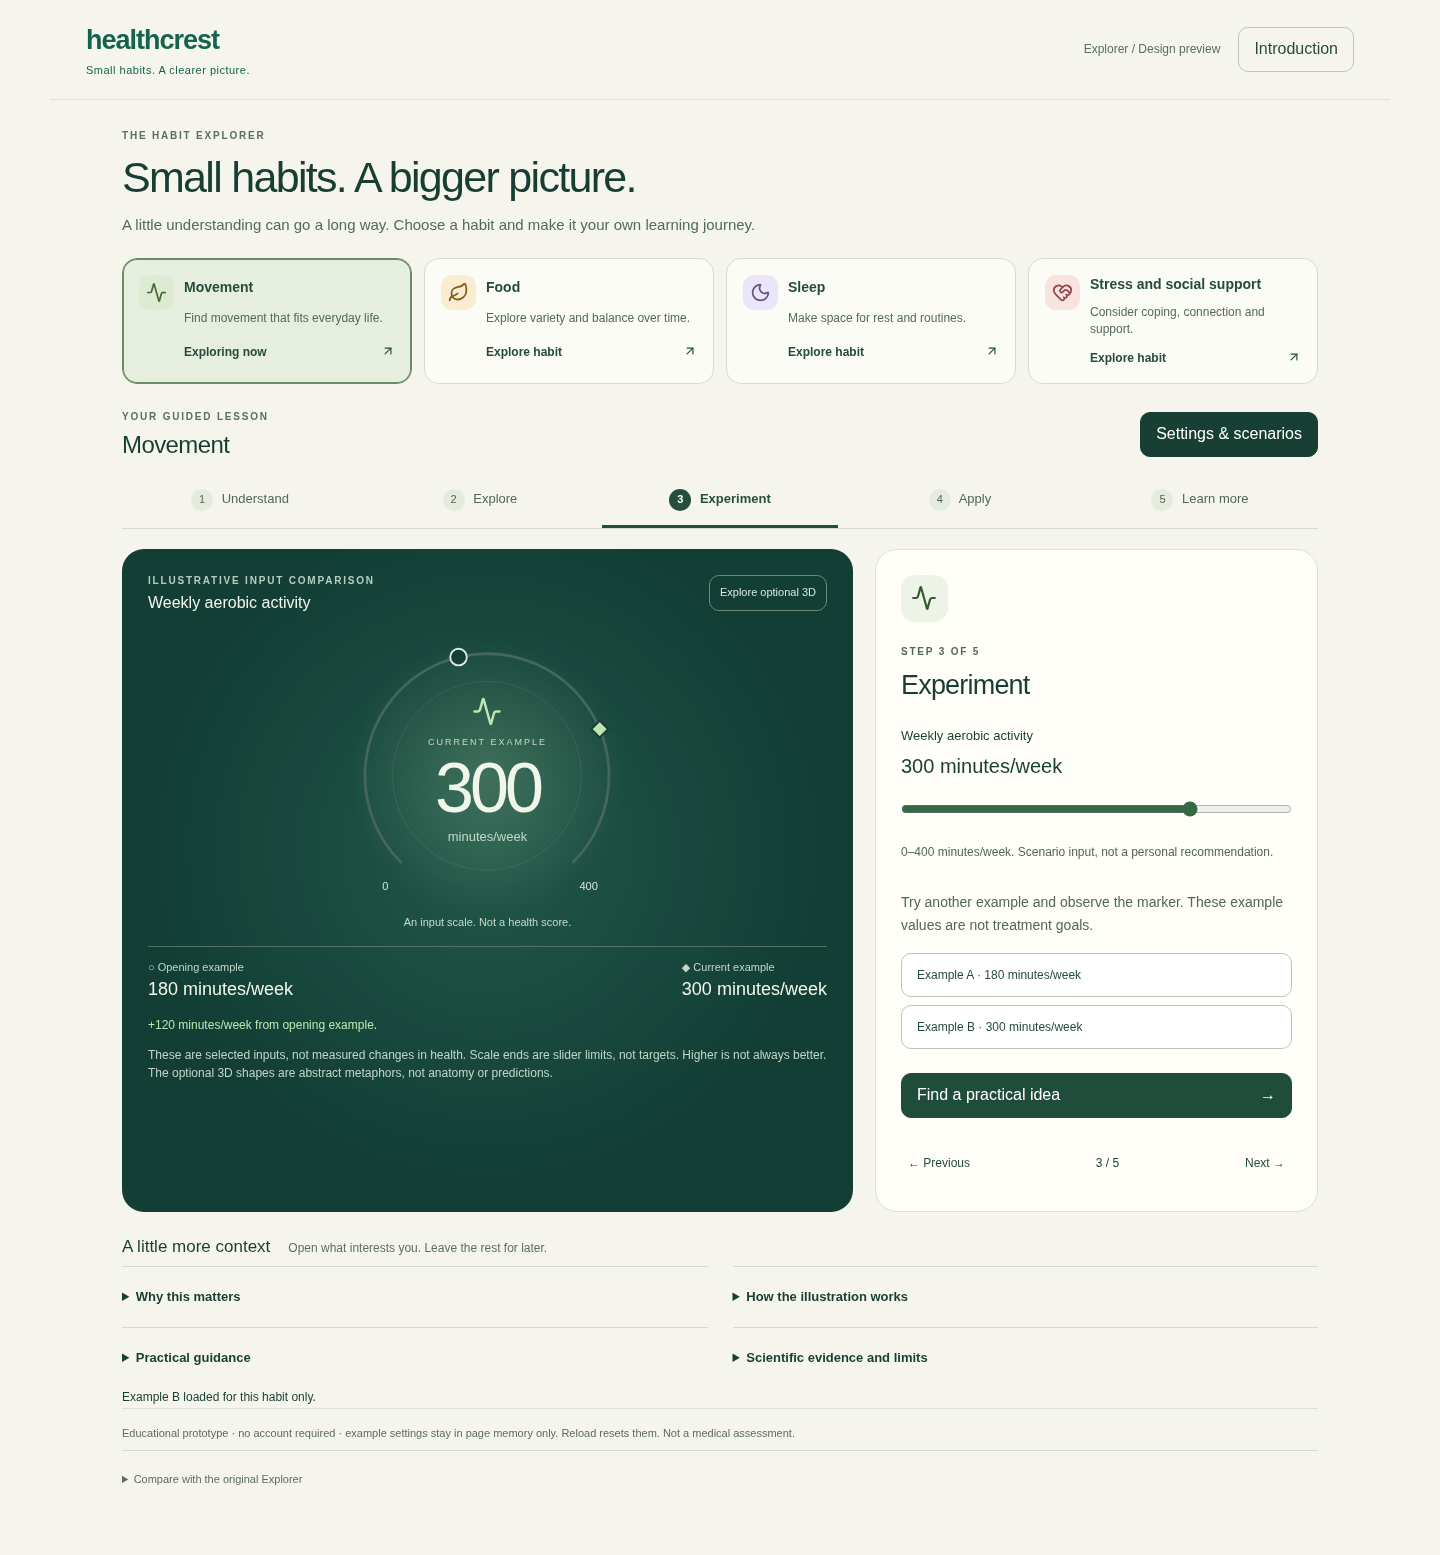 healthcrest
Small habits. A clearer picture.
Explorer / Design preview
Introduction
THE HABIT EXPLORER
Small habits. A bigger picture.
A little understanding can go a long way. Choose a habit and make it your own learning journey.
Movement
Find movement that fits everyday life.
Exploring now
Food
Explore variety and balance over time.
Explore habit
Sleep
Make space for rest and routines.
Explore habit
Stress and social support
Consider coping, connection and
support.
Explore habit
YOUR GUIDED LESSON
Movement
Settings & scenarios
1 Understand
2 Explore
3 Experiment
4 Apply
5 Learn more
ILLUSTRATIVE INPUT COMPARISON
Weekly aerobic activity
Explore optional 3D
CURRENT EXAMPLE
300
minutes/week
0
400
An input scale. Not a health score.
○ Opening example
180 minutes/week
◆ Current example
300 minutes/week
+120 minutes/week from opening example.
These are selected inputs, not measured changes in health. Scale ends are slider limits, not targets. Higher is not always better.
The optional 3D shapes are abstract metaphors, not anatomy or predictions.
STEP 3 OF 5
Experiment
Weekly aerobic activity
300 minutes/week
0–400 minutes/week. Scenario input, not a personal recommendation.
Try another example and observe the marker. These example
values are not treatment goals.
Example A · 180 minutes/week
Example B · 300 minutes/week
Find a practical idea →
← Previous
3 / 5
Next →
A little more context
Open what interests you. Leave the rest for later.
Why this matters
How the illustration works
Practical guidance
Scientific evidence and limits
Example B loaded for this habit only.
Educational prototype · no account required · example settings stay in page memory only. Reload resets them. Not a medical assessment.
Compare with the original Explorer